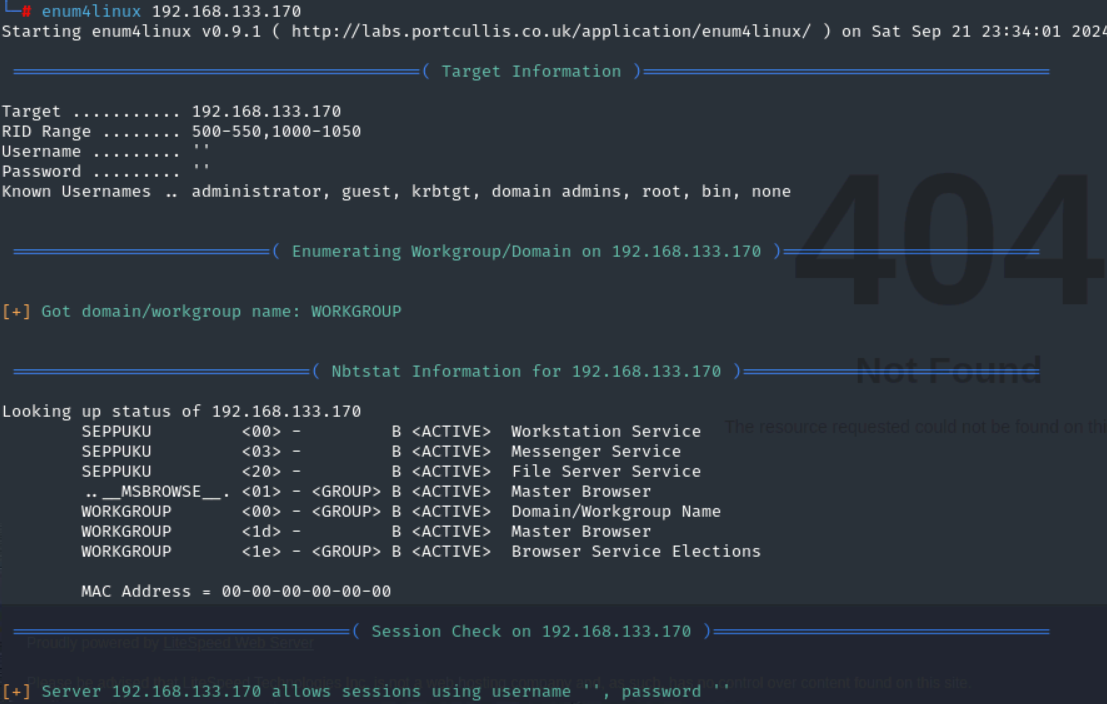 └─# enum4linux 192.168.133.170
Starting enum4linux v0.9.1 ( http://labs.portcullis.co.uk/application/enum4linux/ ) on Sat Sep 21 23:34:01 2024
=========================================( Target Information )=========================================
Target ........... 192.168.133.170
RID Range ........ 500-550,1000-1050
Username ......... ''
Password ......... ''
Known Usernames .. administrator, guest, krbtgt, domain admins, root, bin, none
404
==========================( Enumerating Workgroup/Domain on 192.168.133.170 )==========================
[+] Got domain/workgroup name: WORKGROUP
==============================( Nbtstat Information for 192.168.133.170 )==============================
Not Found
Looking up status of 192.168.133.170
The resource requested could not be found on thi
SEPPUKU <00> - B <ACTIVE> Workstation Service
SEPPUKU <03> - B <ACTIVE> Messenger Service
SEPPUKU <20> - B <ACTIVE> File Server Service
..__MSBROWSE__. <01> - <GROUP> B <ACTIVE> Master Browser
WORKGROUP <00> - <GROUP> B <ACTIVE> Domain/Workgroup Name
WORKGROUP <1d> - B <ACTIVE> Master Browser
WORKGROUP <1e> - <GROUP> B <ACTIVE> Browser Service Elections
MAC Address = 00-00-00-00-00-00
==================================( Session Check on 192.168.133.170 )==================================
Proudly powered by LiteSpeed Web Server
[+] Server 192.168.133.170 allows sessions using username '', password ''
control over content found on this site.